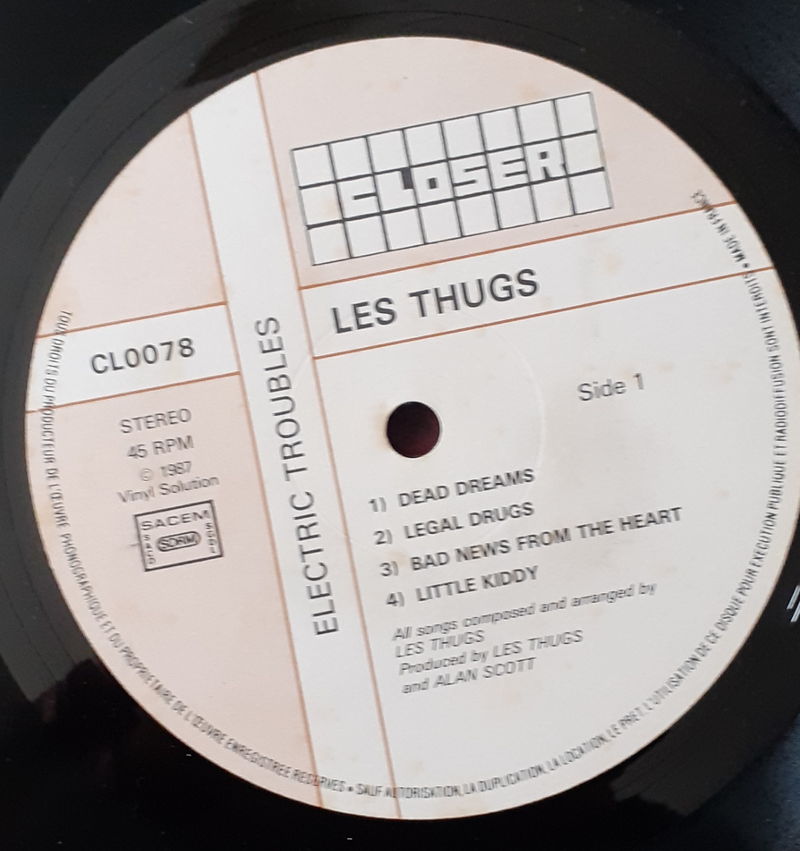 CLOSER
LES THUGS
CL0078
STEREO
45 RPM
© 1987
Vinyl Solution
SACEM
SACD
SDRM
SGDL
ELECTRIC TROUBLES
Side 1
1) DEAD DREAMS
2) LEGAL DRUGS
3) BAD NEWS FROM THE HEART
4) LITTLE KIDDY
All songs composed and arranged by
LES THUGS
Produced by LES THUGS
and ALAN SCOTT
TOUS DROITS DU PRODUCTEUR DE L'ŒUVRE PHONOGRAPHIQUE ET DU PROPRIETAIRE DE L'ŒUVRE ENREGISTREE RESERVES • SAUF AUTORISATION, LA DUPLICATION, LA LOCATION, LE PRET, L'UTILISATION DE CE DISQUE POUR EXECUTION PUBLIQUE ET RADIODIFFUSION SONT INTERDITS • MADE IN FRANCE